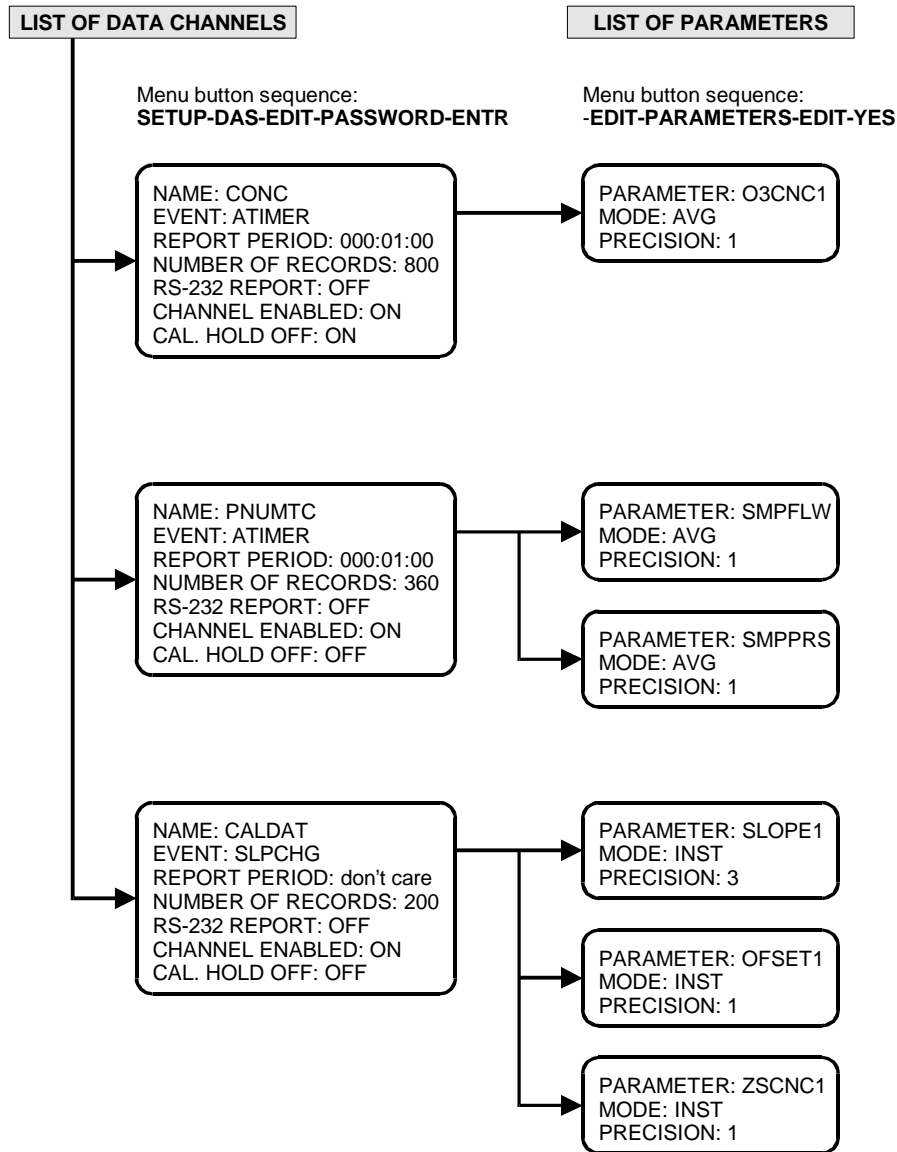 LIST OF DATA CHANNELS
LIST OF PARAMETERS
Menu button sequence:
SETUP-DAS-EDIT-PASSWORD-ENTR
Menu button sequence:
-EDIT-PARAMETERS-EDIT-YES
NAME: CONC
EVENT: ATIMER
REPORT PERIOD: 000:01:00
NUMBER OF RECORDS: 800
RS-232 REPORT: OFF
CHANNEL ENABLED: ON
CAL. HOLD OFF: ON
PARAMETER: O3CNC1
MODE: AVG
PRECISION: 1
NAME: PNUMTC
EVENT: ATIMER
REPORT PERIOD: 000:01:00
NUMBER OF RECORDS: 360
RS-232 REPORT: OFF
CHANNEL ENABLED: ON
CAL. HOLD OFF: OFF
PARAMETER: SMPFLW
MODE: AVG
PRECISION: 1
PARAMETER: SMPPRS
MODE: AVG
PRECISION: 1
NAME: CALDAT
EVENT: SLPCHG
REPORT PERIOD: don't care
NUMBER OF RECORDS: 200
RS-232 REPORT: OFF
CHANNEL ENABLED: ON
CAL. HOLD OFF: OFF
PARAMETER: SLOPE1
MODE: INST
PRECISION: 3
PARAMETER: OFSET1
MODE: INST
PRECISION: 1
PARAMETER: ZSCNC1
MODE: INST
PRECISION: 1